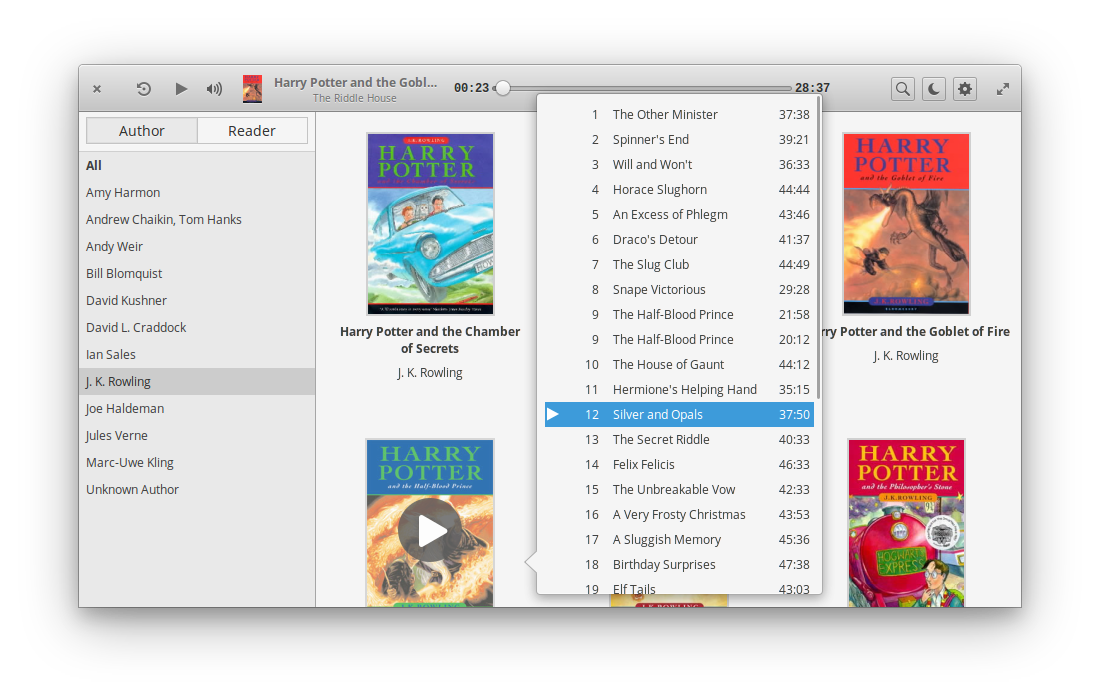 Harry Potter and the Gobl...
The Riddle House
00:23
28:37
Author
Reader
All
Amy Harmon
Andrew Chaikin, Tom Hanks
Andy Weir
Bill Blomquist
David Kushner
David L. Craddock
Ian Sales
J. K. Rowling
Joe Haldeman
Jules Verne
Marc-Uwe Kling
Unknown Author
J.K. ROWLING
HARRY
POTTER
and the Chamber of Secrets
Harry Potter and the Chamber
of Secrets
J. K. Rowling
1 The Other Minister 37:38
2 Spinner's End 39:21
3 Will and Won't 36:33
4 Horace Slughorn 44:44
5 An Excess of Phlegm 43:46
6 Draco's Detour 41:37
7 The Slug Club 44:49
8 Snape Victorious 29:28
9 The Half-Blood Prince 21:58
9 The Half-Blood Prince 20:12
10 The House of Gaunt 44:12
11 Hermione's Helping Hand 35:15
12 Silver and Opals 37:50
13 The Secret Riddle 40:33
14 Felix Felicis 46:33
15 The Unbreakable Vow 42:33
16 A Very Frosty Christmas 43:53
17 A Sluggish Memory 45:36
18 Birthday Surprises 47:38
19 Elf Tails 43:03
HARRY
POTTER
and the Goblet of Fire
J.K. ROWLING
BLOOMSBURY
rry Potter and the Goblet of Fire
J. K. Rowling
HARRY
POTTER
and the Half-Blood Prince
J.K. ROWLING
HARRY
POTTER
and the Philosopher's Stone
J.K.ROWLING
9¾
HOGWARTS
EXPRESS